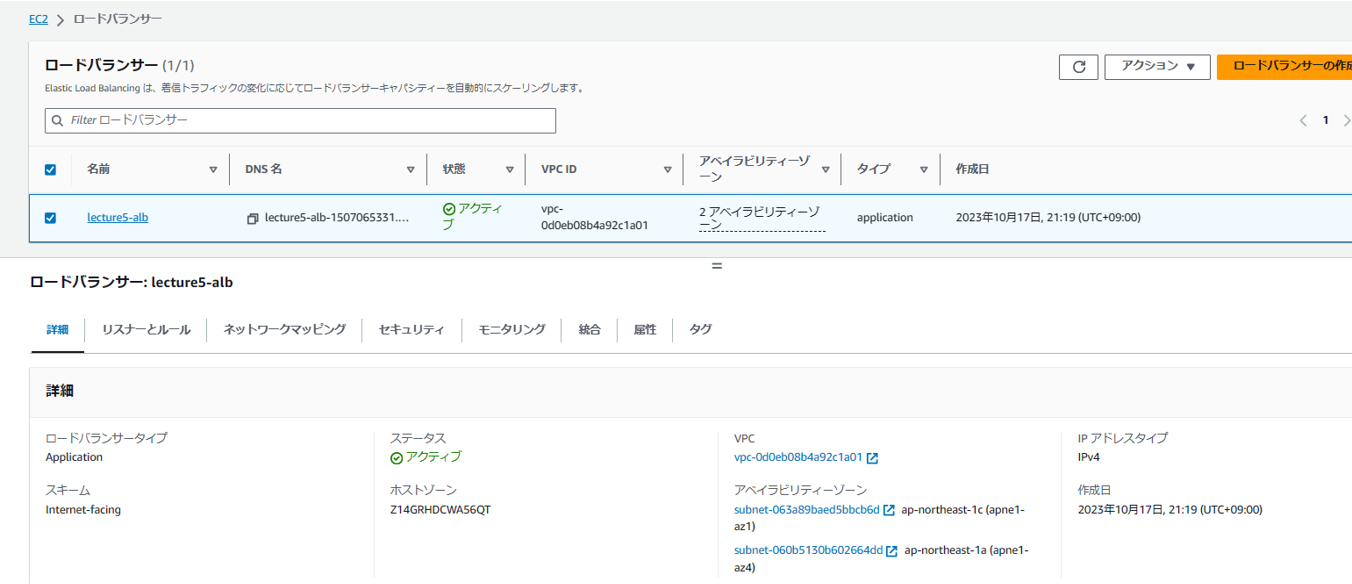 EC2 > ロードバランサー
ロードバランサー (1/1)
Elastic Load Balancing は、着信トラフィックの変化に応じてロードバランサーキャパシティーを自動的にスケーリングします。
アクション ▼
ロードバランサーの作成
Filter ロードバランサー
1
名前
DNS 名
状態
VPC ID
アベイラビリティーゾ
ーン
タイプ
作成日
lecture5-alb
lecture5-alb-1507065331....
アクティ
ブ
vpc-
0d0eb08b4a92c1a01
2 アベイラビリティーゾ
ーン
application
2023年10月17日, 21:19 (UTC+09:00)
ロードバランサー: lecture5-alb
詳細
リスナーとルール
ネットワークマッピング
セキュリティ
モニタリング
統合
属性
タグ
詳細
ロードバランサータイプ
Application
スキーム
Internet-facing
ステータス
アクティブ
ホストゾーン
Z14GRHDCWA56QT
VPC
vpc-0d0eb08b4a92c1a01
アベイラビリティーゾーン
subnet-063a89baed5bbcb6d ap-northeast-1c (apne1-
az1)
subnet-060b5130b602664dd ap-northeast-1a (apne1-
az4)
IP アドレスタイプ
IPv4
作成日
2023年10月17日, 21:19 (UTC+09:00)